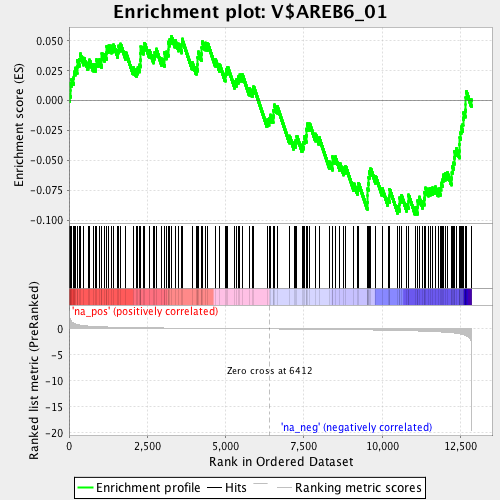 Enrichment plot: V$AREB6_01
Enrichment score (ES)
0.050
0.025
0.000
-0.025
-0.050
-0.075
-0.100
'na_pos' (positively correlated)
Ranked list metric (PreRanked)
0
-5
-10
-15
-20
Zero cross at 6412
'na_neg' (negatively correlated)
0
2,500
5,000
7,500
10,000
12,500
Rank in Ordered Dataset
Enrichment profile
Hits
Ranking metric scores